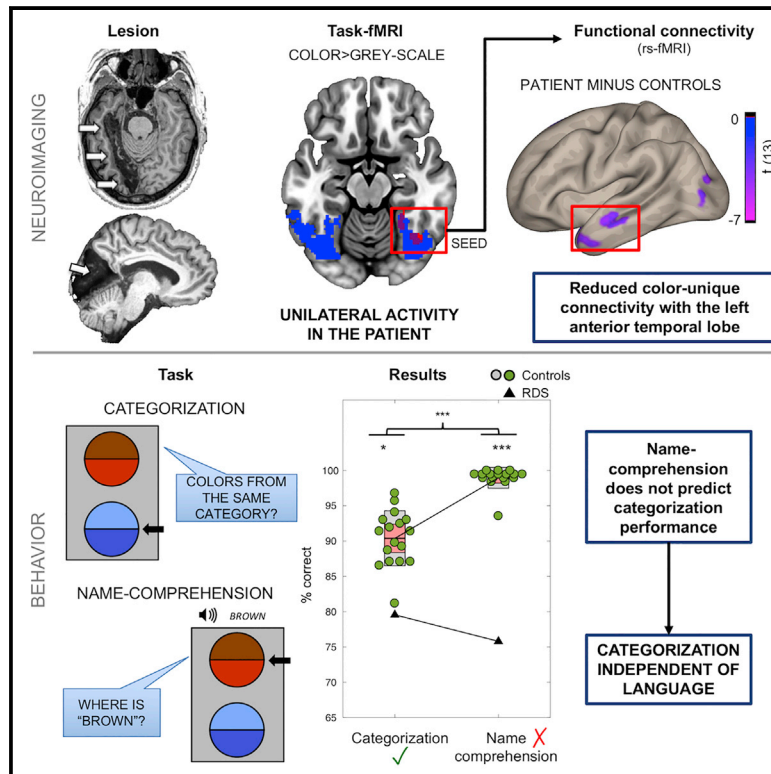 NEUROIMAGING
Lesion
Task-fMRI
COLOR>GREY-SCALE
SEED
UNILATERAL ACTIVITY
IN THE PATIENT
Functional connectivity
(rs-fMRI)
PATIENT MINUS CONTROLS
0
-7
t (13)
Reduced color-unique
connectivity with the left
anterior temporal lobe
BEHAVIOR
Task
CATEGORIZATION
COLORS FROM
THE SAME
CATEGORY?
NAME-COMPREHENSION
BROWN
WHERE IS
"BROWN"?
Results
Controls
RDS
***
*
***
% correct
100
95
90
85
80
75
70
65
Categorization
Name
comprehension
Name-
comprehension
does not predict
categorization
performance
CATEGORIZATION
INDEPENDENT OF
LANGUAGE